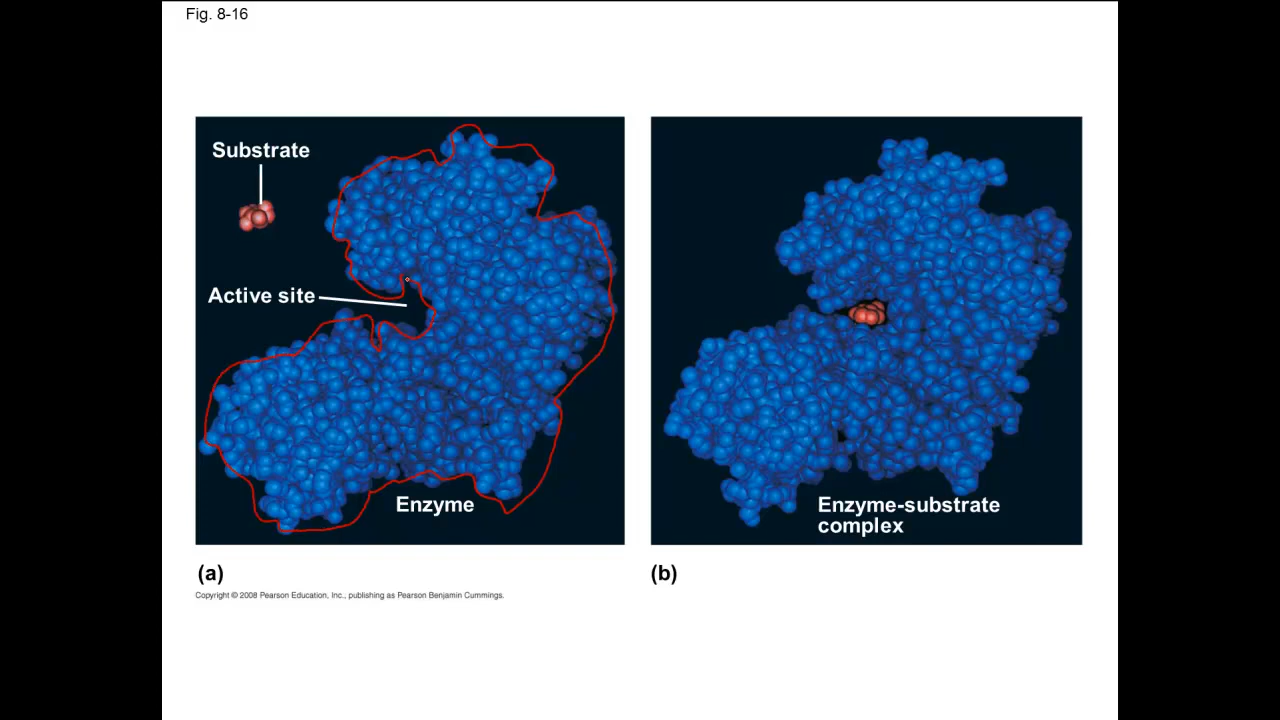 Fig. 8-16
Substrate
Active site
Enzyme
Enzyme-substrate
complex
(a)
(b)
Copyright © 2008 Pearson Education, Inc., publishing as Pearson Benjamin Cummings.